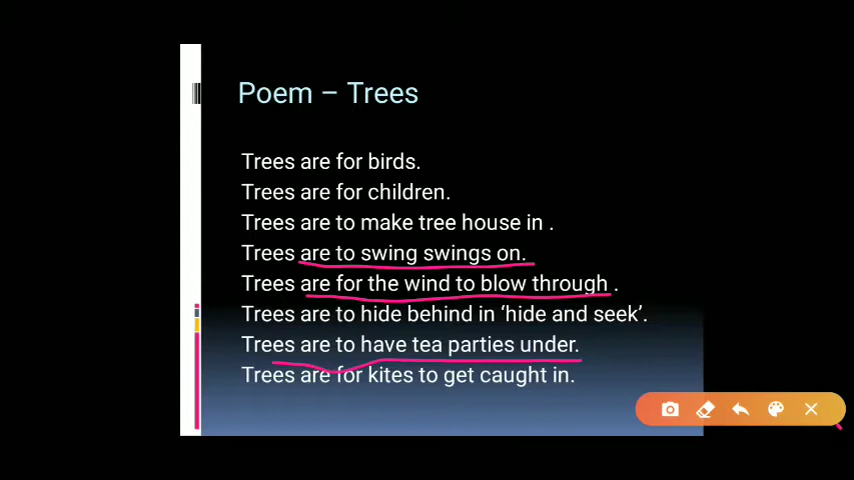 Poem – Trees
Trees are for birds.
Trees are for children.
Trees are to make tree house in .
Trees are to swing swings on.
Trees are for the wind to blow through .
Trees are to hide behind in ‘hide and seek’.
Trees are to have tea parties under.
Trees are for kites to get caught in.